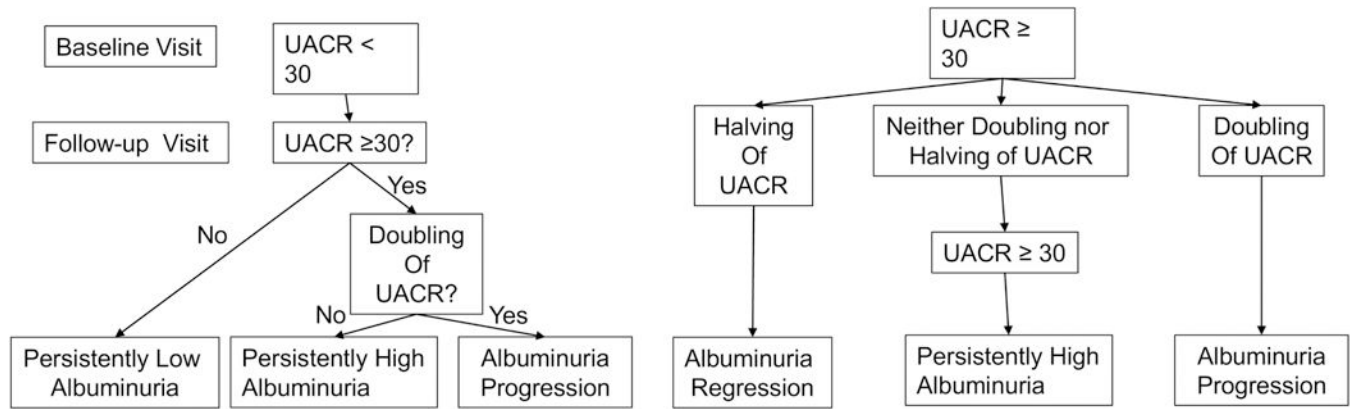 Baseline Visit
UACR <
30
UACR ≥
30
Follow-up  Visit
UACR ≥30?
Halving
Of
UACR
Neither Doubling nor
Halving of UACR
Doubling
Of UACR
Yes
No
Doubling
Of
UACR?
UACR ≥ 30
No
Yes
Persistently Low
Albuminuria
Persistently High
Albuminuria
Albuminuria
Progression
Albuminuria
Regression
Persistently High
Albuminuria
Albuminuria
Progression